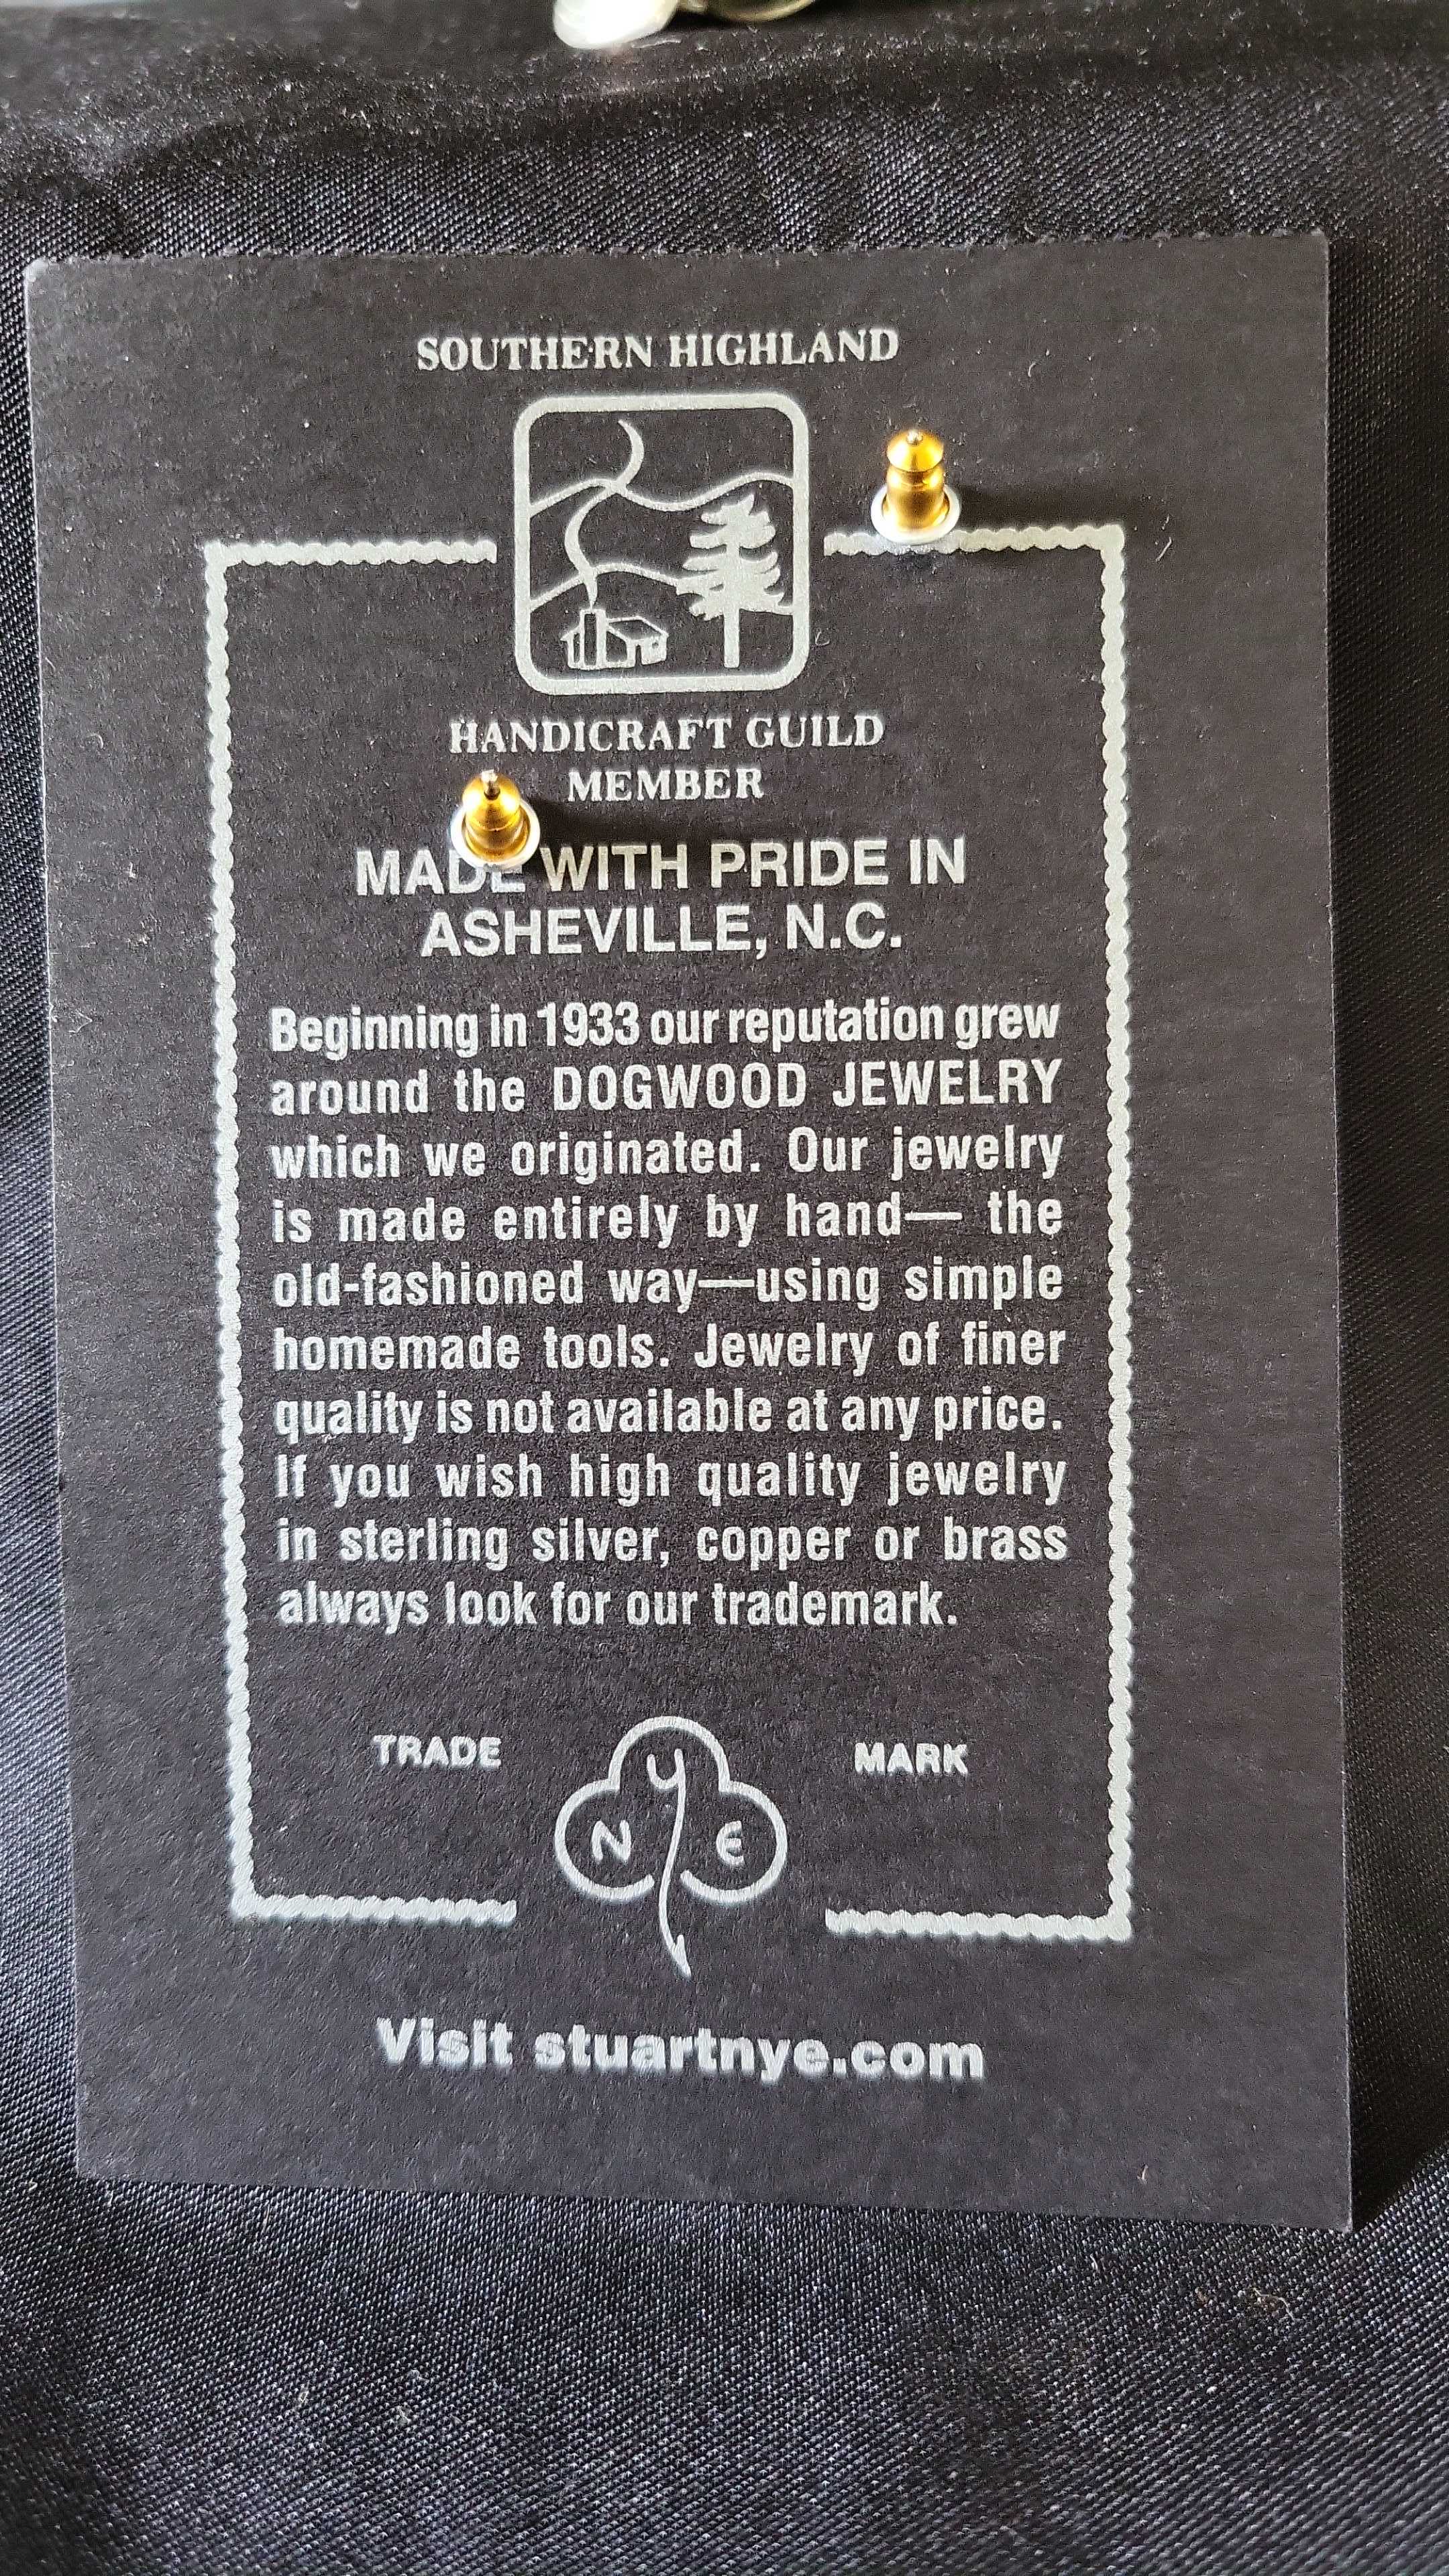 SOUTHERN HIGHLAND
HANDICRAFT GUILD
MEMBER
MADE WITH PRIDE IN
ASHEVILLE, N.C.
Beginning in 1933 our reputation grew
around the DOGWOOD JEWELRY
which we originated. Our jewelry
is made entirely by hand— the
old-fashioned way—using simple
homemade tools. Jewelry of finer
quality is not available at any price.
If you wish high quality jewelry
in sterling silver, copper or brass
always look for our trademark.
TRADE MARK
NYE
Visit stuartnye.com